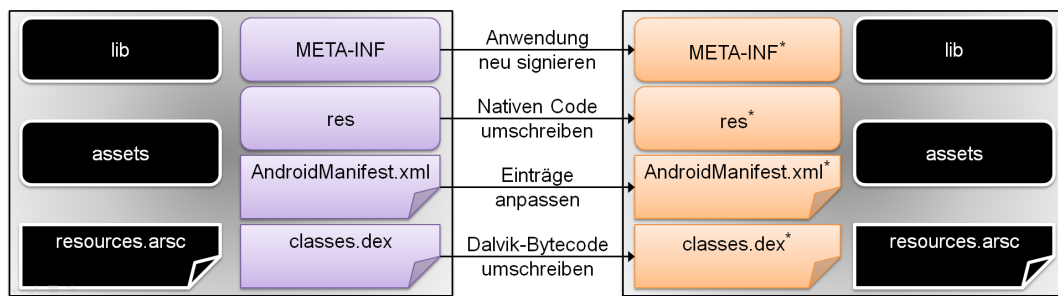 lib
META-INF
Anwendung
neu signieren
META-INF*
lib
res
Nativen Code
umschreiben
res*
assets
AndroidManifest.xml
Einträge
anpassen
AndroidManifest.xml*
assets
resources.arsc
classes.dex
Dalvik-Bytecode
umschreiben
classes.dex*
resources.arsc